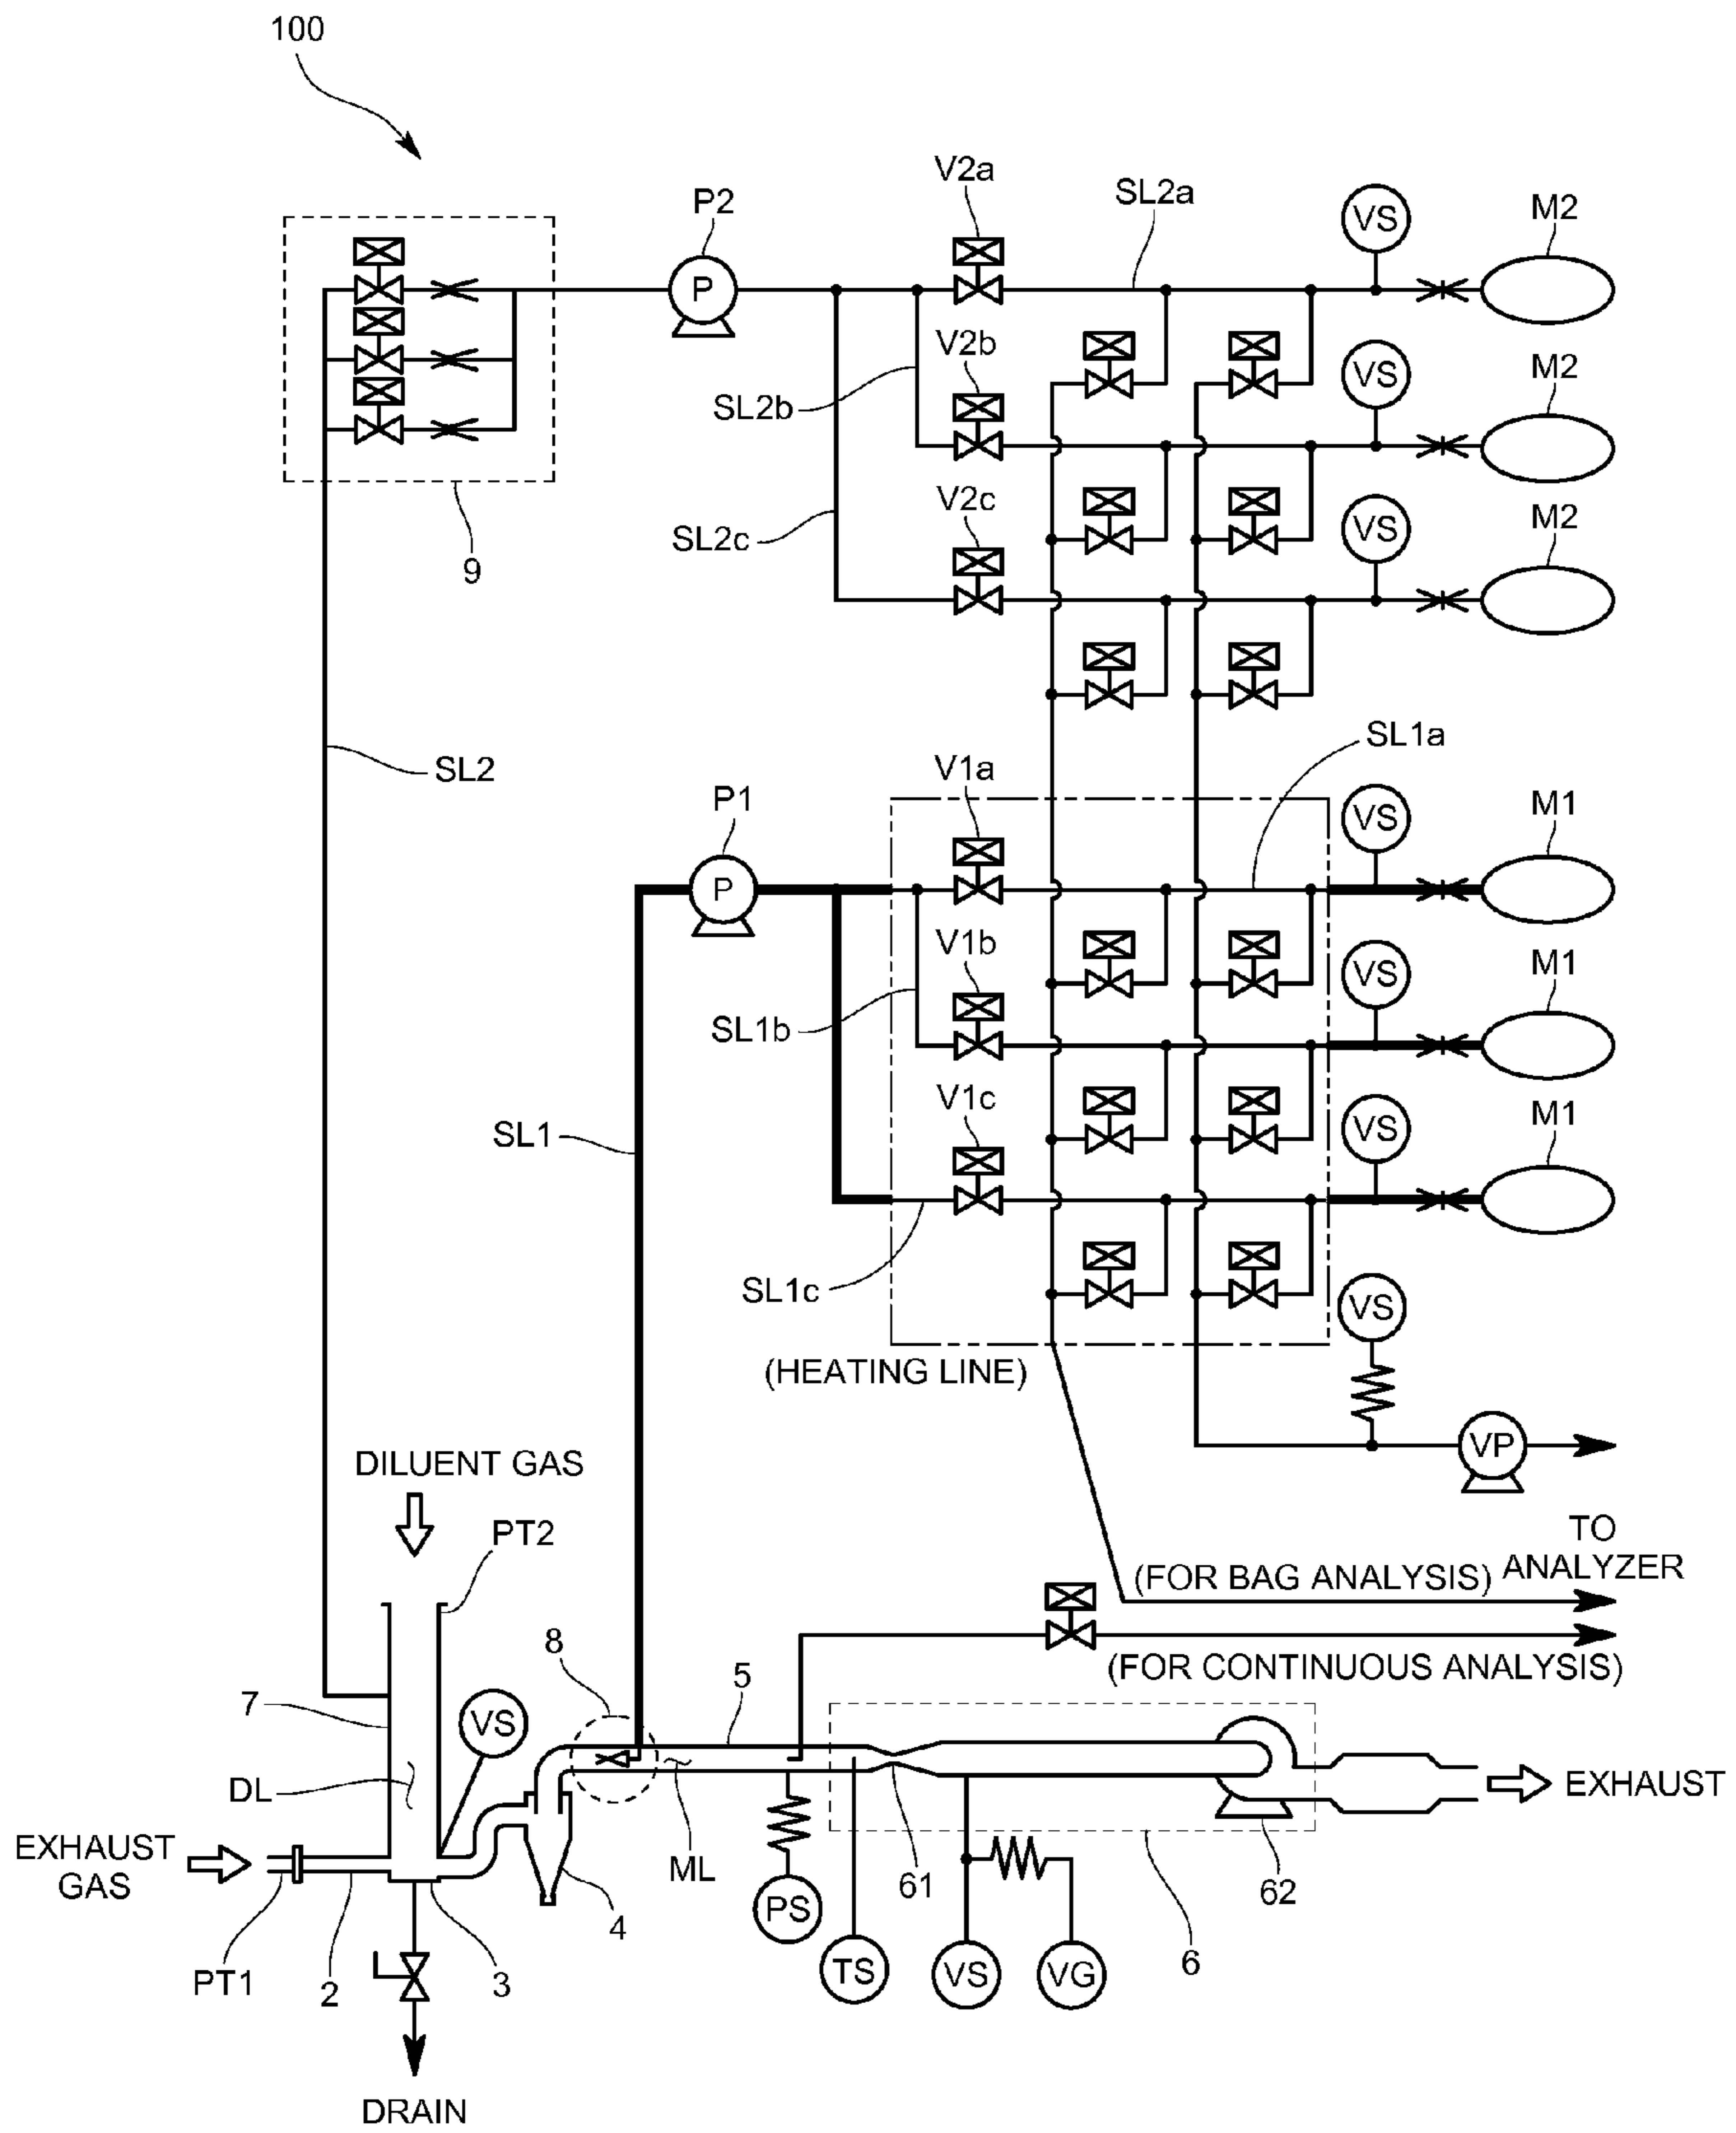 100
V2a
P2
SL2a
VS
M2
P
V2b
VS
M2
SL2b
V2c
VS
M2
SL2c
9
SL1a
SL2
V1a
P1
VS
M1
P
V1b
VS
M1
SL1b
V1c
VS
M1
SL1
SL1c
VS
(HEATING LINE)
DILUENT GAS
VP
PT2
TO
ANALYZER
(FOR BAG ANALYSIS)
8
5
(FOR CONTINUOUS ANALYSIS)
7
VS
DL
EXHAUST
EXHAUST
GAS
ML
61
62
4
PS
6
PT1
2
3
TS
VS
VG
DRAIN